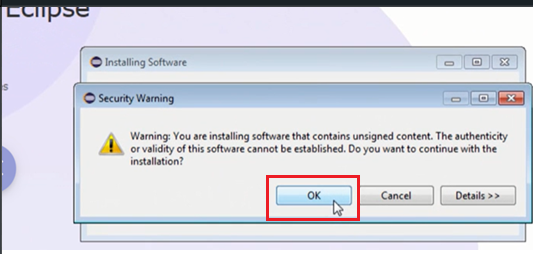 Eclipse
Installing Software
Security Warning
Warning: You are installing software that contains unsigned content. The authenticity
or validity of this software cannot be established. Do you want to continue with the
installation?
OK
Cancel
Details >>